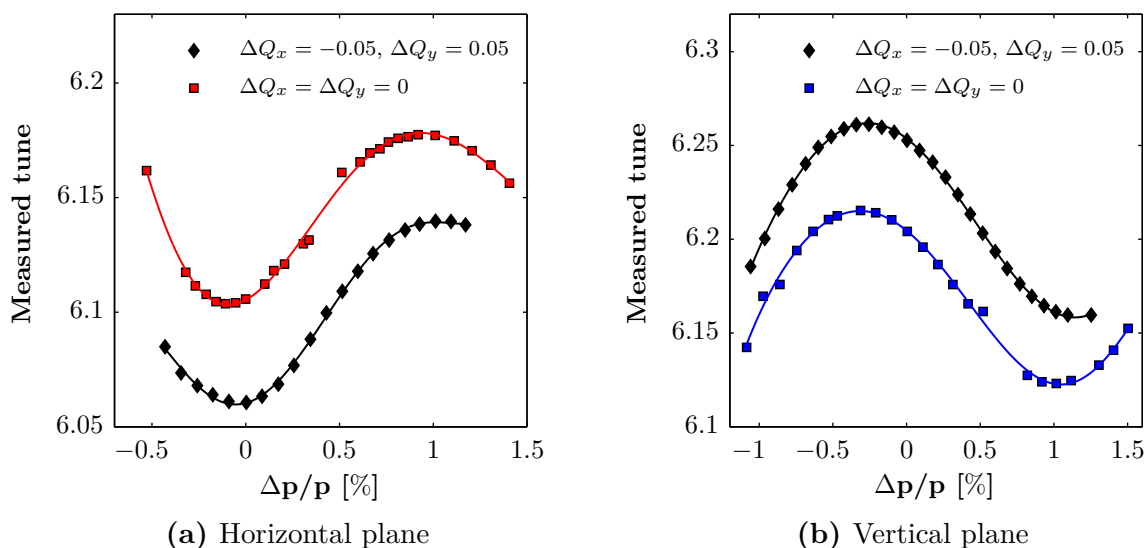 ΔQx = −0.05, ΔQy = 0.05
ΔQx = ΔQy = 0
Measured tune
6.2
6.15
6.1
6.05
−0.5
0
0.5
1
1.5
Δp/p [%]
(a) Horizontal plane
ΔQx = −0.05, ΔQy = 0.05
ΔQx = ΔQy = 0
Measured tune
6.3
6.25
6.2
6.15
6.1
−1
−0.5
0
0.5
1
1.5
Δp/p [%]
(b) Vertical plane